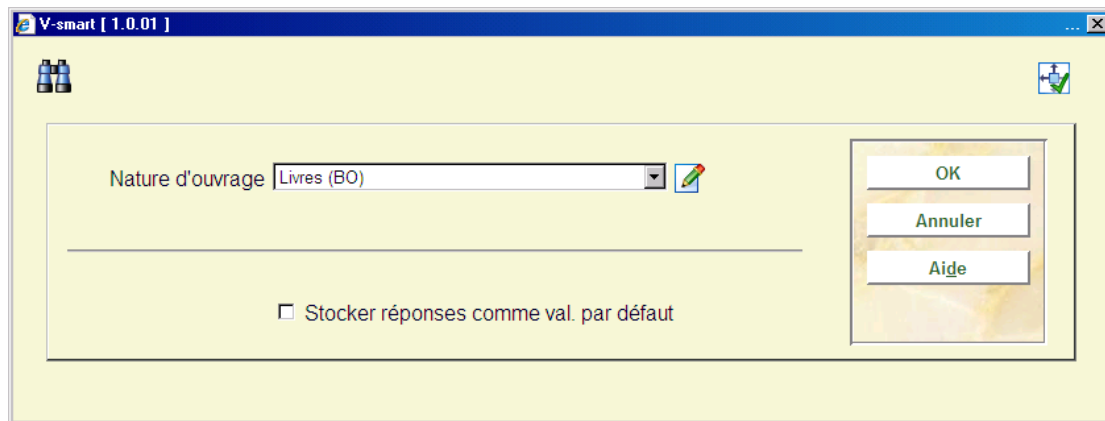 V-smart [ 1.0.01 ] ...
Nature d'ouvrage Livres (BO)
Stocker réponses comme val. par défaut
OK
Annuler
Aide